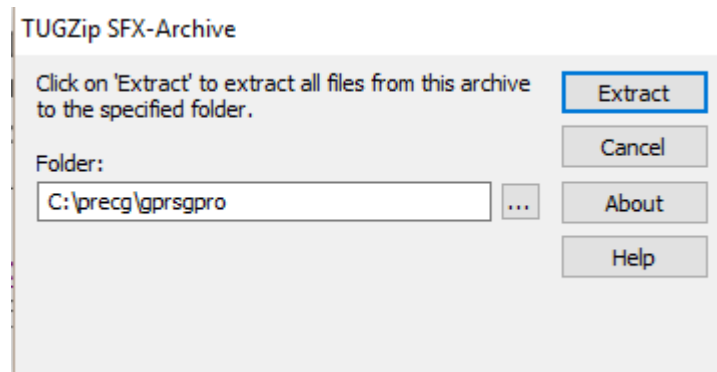 TUGZip SFX-Archive
Click on 'Extract' to extract all files from this archive
to the specified folder.
Extract
Cancel
Folder:
C:\precg\gprsgpro
...
About
Help